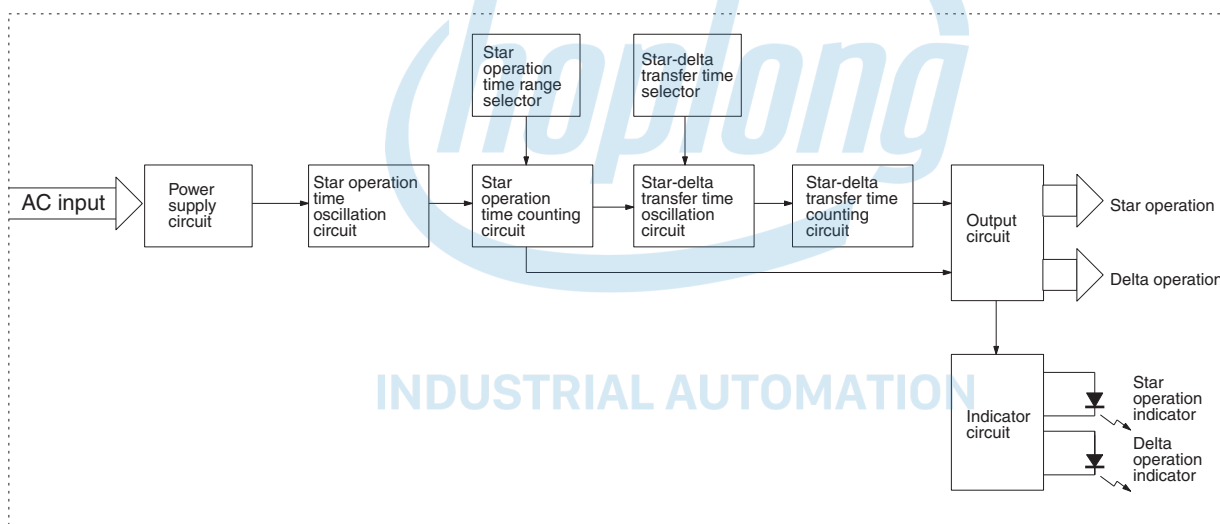 hoplong
Star
operation
time range
selector
Star-delta
transfer time
selector
AC input
Power
supply
circuit
Star operation
time
oscillation
circuit
Star
operation
time counting
circuit
Star-delta
transfer time
oscillation
circuit
Star-delta
transfer time
counting
circuit
Output
circuit
Star operation
Delta operation
INDUSTRIAL AUTOMATION
Indicator
circuit
Star
operation
indicator
Delta
operation
indicator